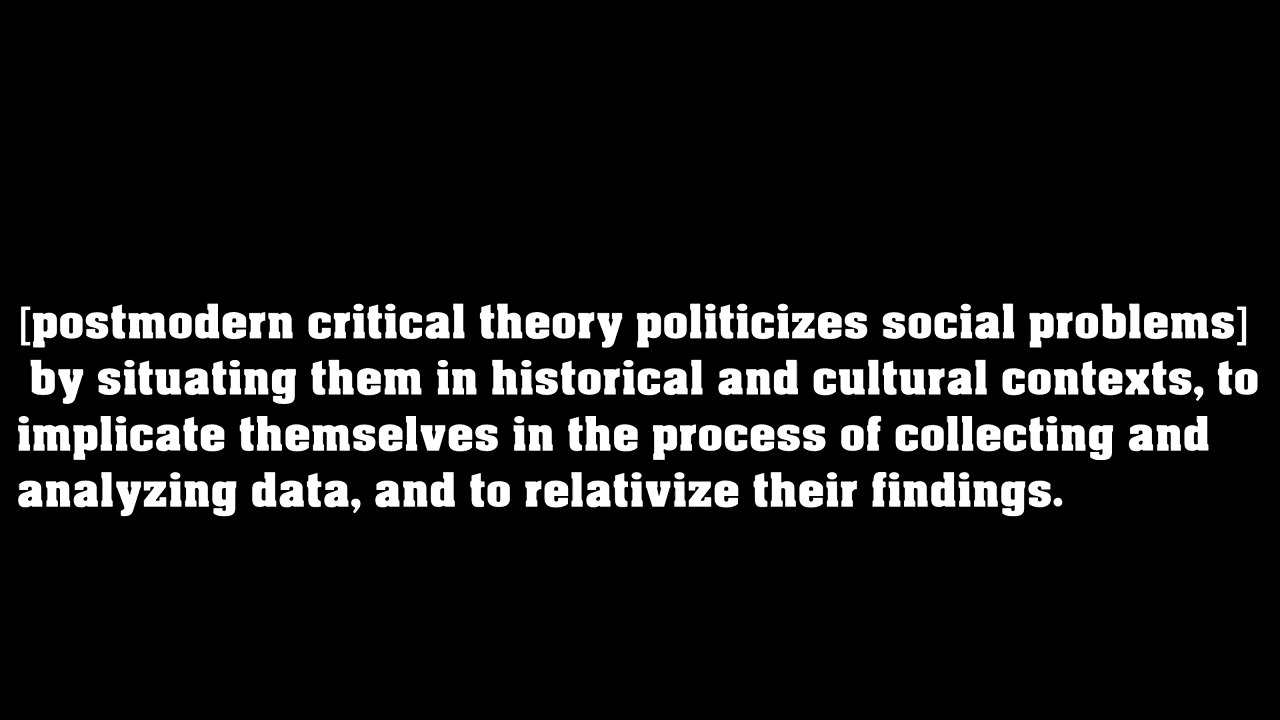 [postmodern critical theory politicizes social problems]
by situating them in historical and cultural contexts, to
implicate themselves in the process of collecting and
analyzing data, and to relativize their findings.